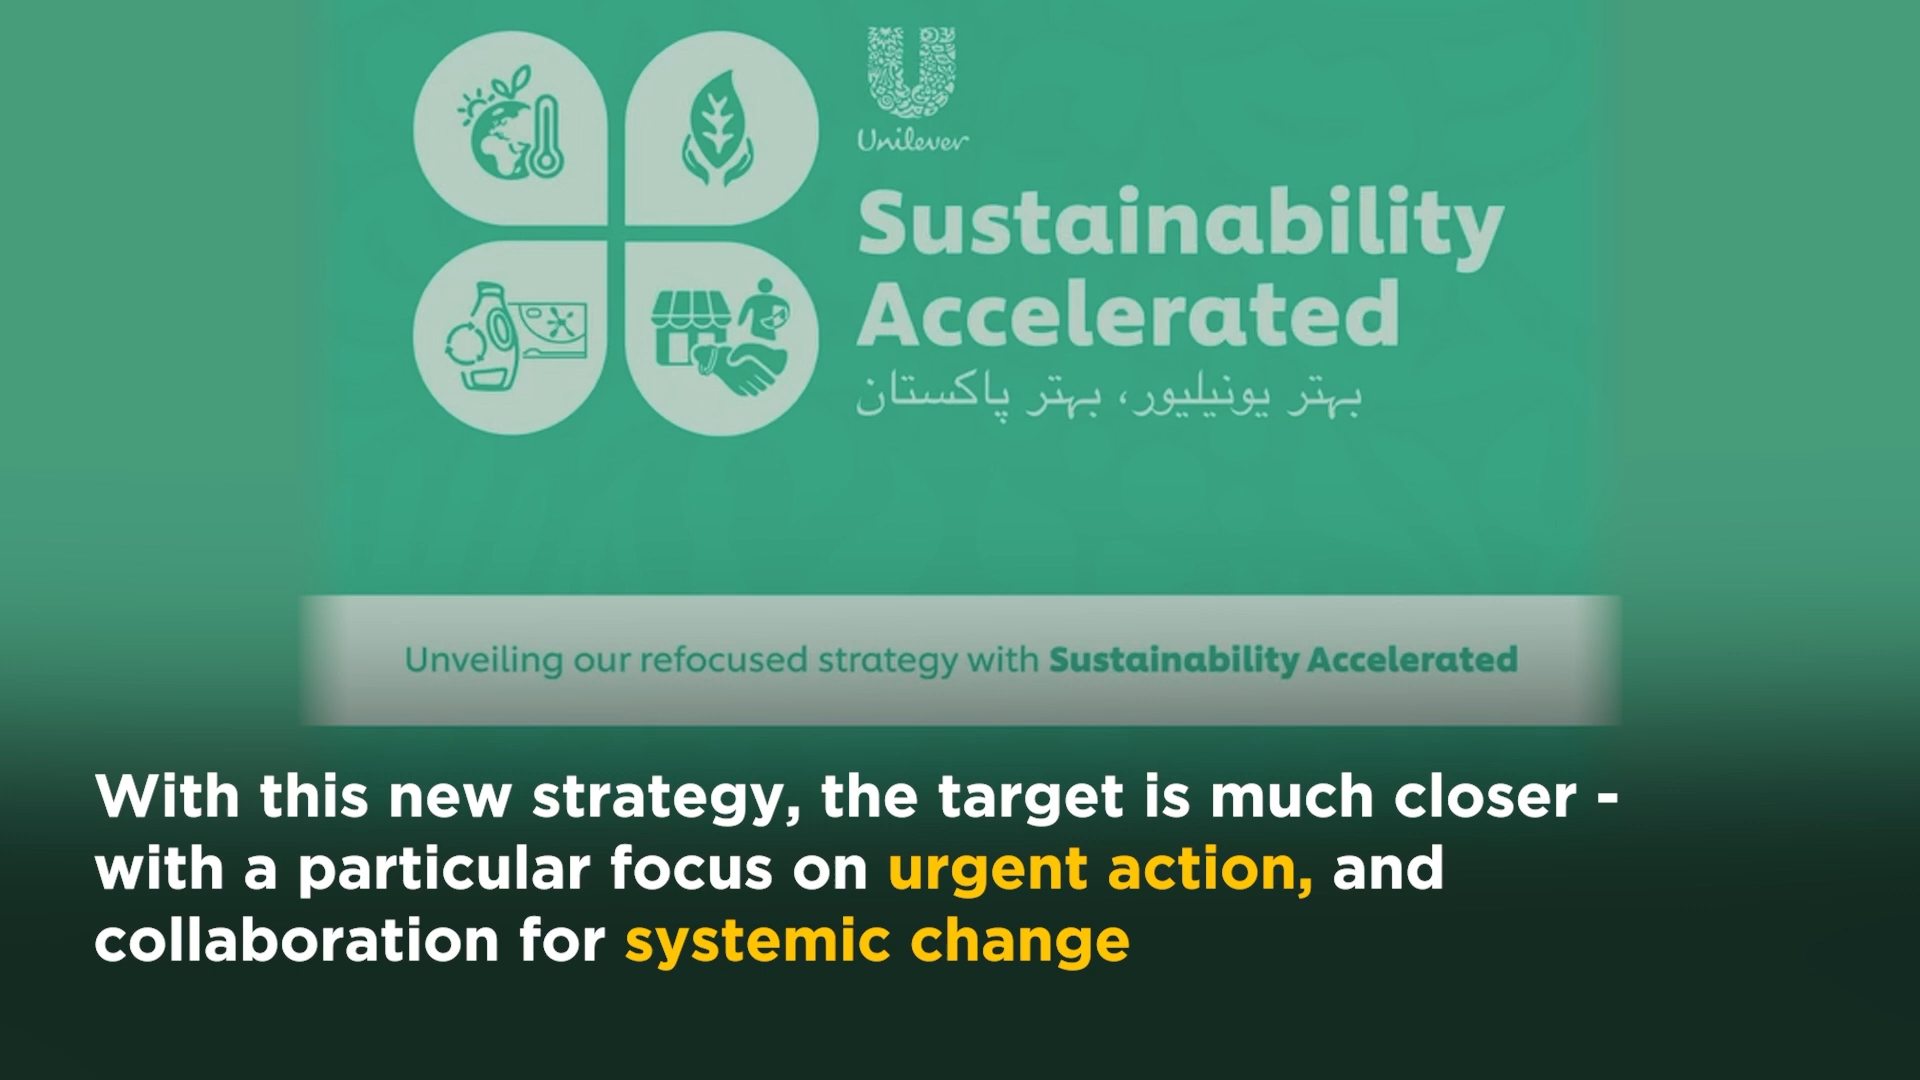 Unilever
Sustainability
Accelerated
بہتر یونیلیور، بہتر پاکستان
Unveiling our refocused strategy with Sustainability Accelerated
With this new strategy, the target is much closer -
with a particular focus on urgent action, and
collaboration for systemic change